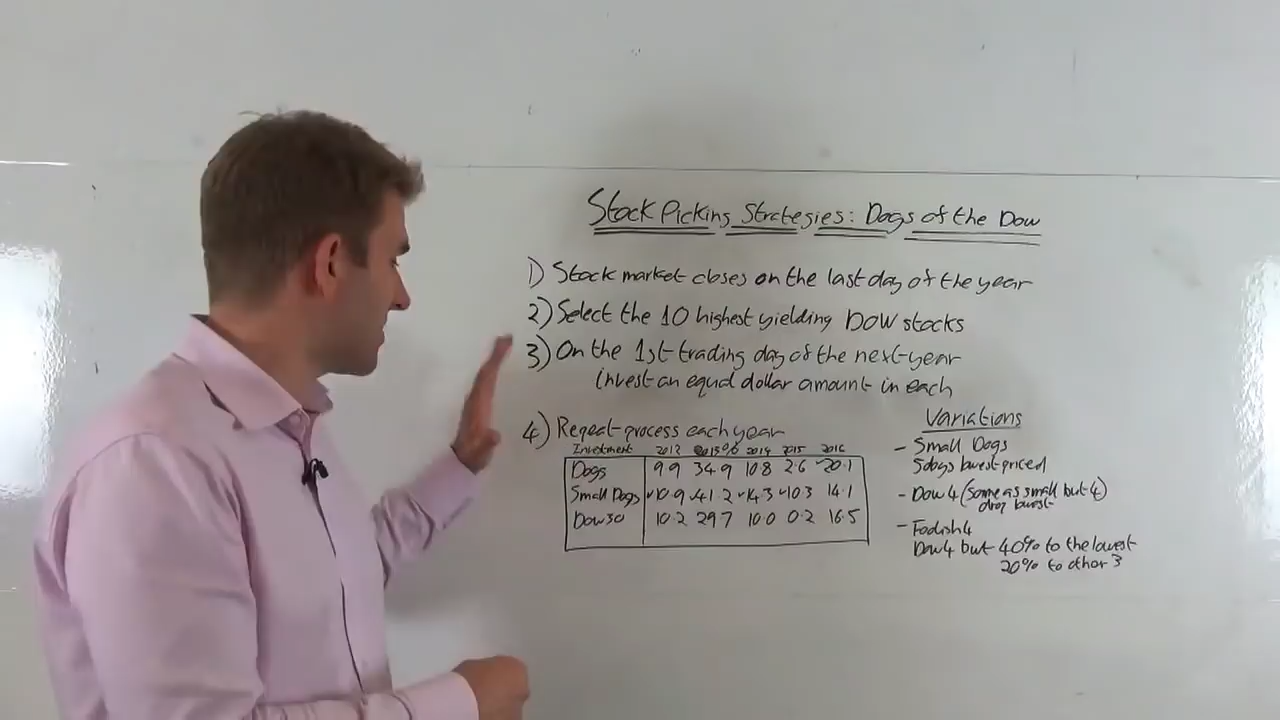 Stock Picking Strategies: Dogs of the Dow
1) Stock market closes on the last day of the year
2) Select the 10 highest yielding DOW stocks
3) On the 1st trading day of the next year
invest an equal dollar amount in each
4) Repeat process each year
Investment 2012 2013% 2014 2015 2016
Dogs 9.9 34.9 10.8 2.6 ✓20.1
Small Dogs ✓10.9 ✓41.2 ✓14.3 ✓10.3 14.1
Dow30 10.2 29.7 10.0 0.2 16.5
Variations
- Small Dogs
5 dogs lowest priced
- Dow 4 (Same as small but 4)
drop lowest
- Foolish 4
Dow 4 but 40% to the lowest
20% to other 3